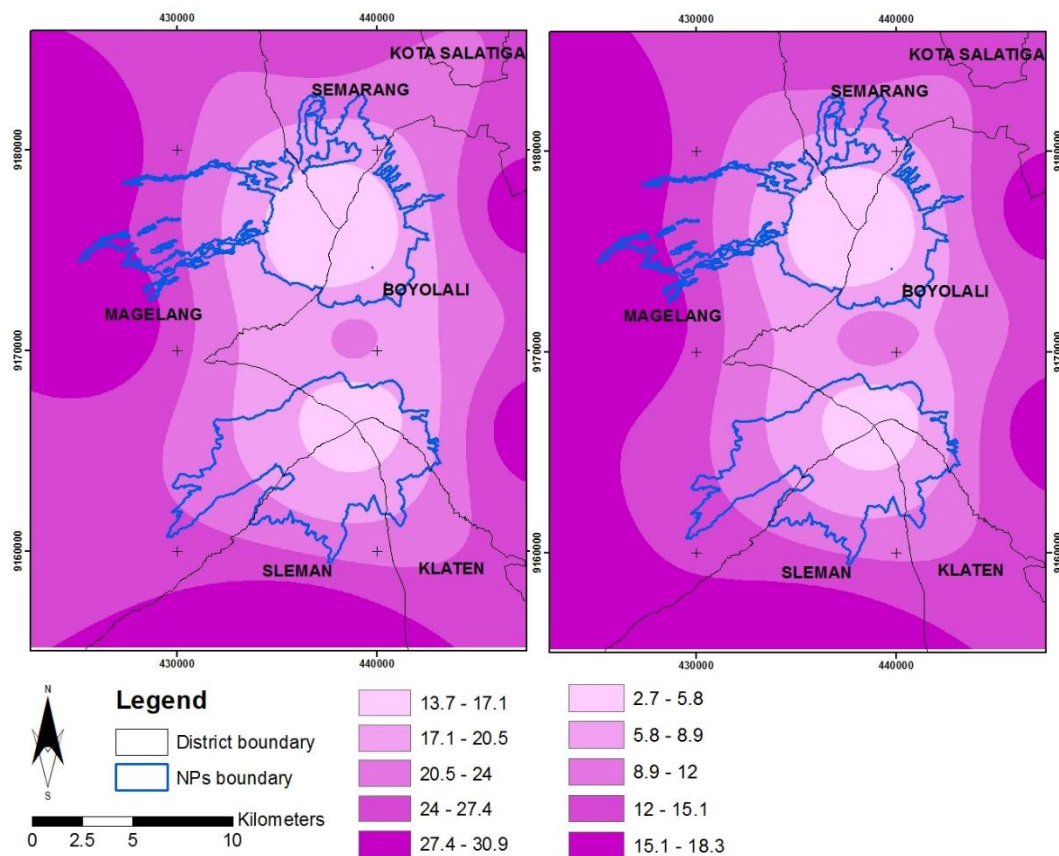 430000 440000 430000 440000
KOTA SALATIGA KOTA SALATIGA
SEMARANG SEMARANG
9180000 9180000 9180000
BOYOLALI BOYOLALI
MAGELANG MAGELANG
9170000 9170000 9170000
9160000 9160000 9160000
SLEMAN KLATEN SLEMAN KLATEN
430000 440000 430000 440000
N
S
Legend
District boundary
NPs boundary
Kilometers
0 2.5 5 10
13.7 - 17.1
17.1 - 20.5
20.5 - 24
24 - 27.4
27.4 - 30.9
2.7 - 5.8
5.8 - 8.9
8.9 - 12
12 - 15.1
15.1 - 18.3